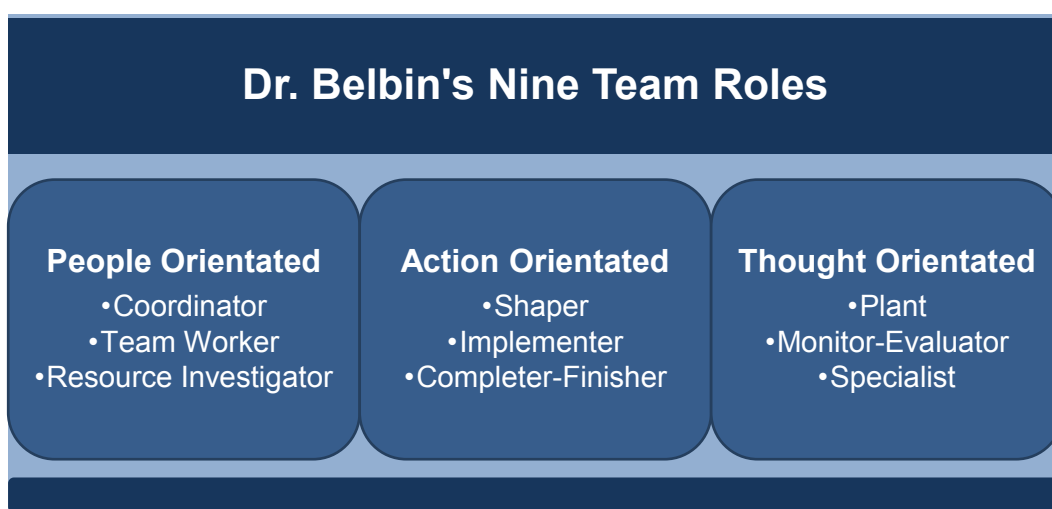 Dr. Belbin's Nine Team Roles
People Orientated
•Coordinator
•Team Worker
•Resource Investigator
Action Orientated
•Shaper
•Implementer
•Completer-Finisher
Thought Orientated
•Plant
•Monitor-Evaluator
•Specialist